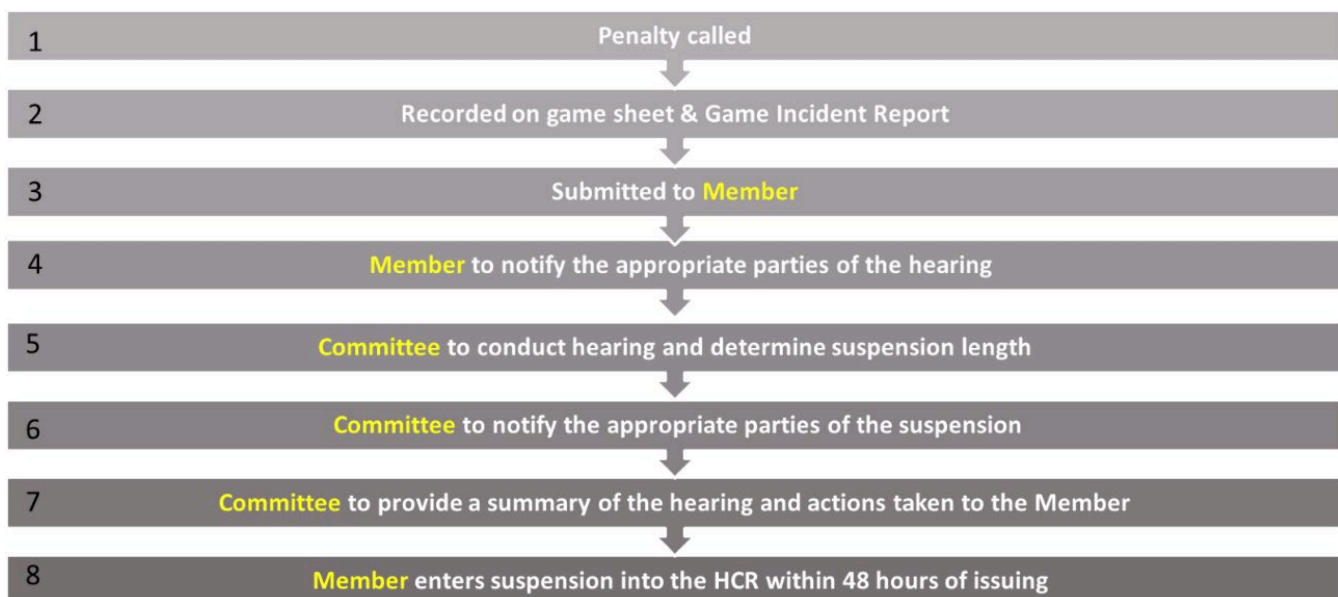 1 Penalty called
2 Recorded on game sheet & Game Incident Report
3 Submitted to Member
4 Member to notify the appropriate parties of the hearing
5 Committee to conduct hearing and determine suspension length
6 Committee to notify the appropriate parties of the suspension
7 Committee to provide a summary of the hearing and actions taken to the Member
8 Member enters suspension into the HCR within 48 hours of issuing